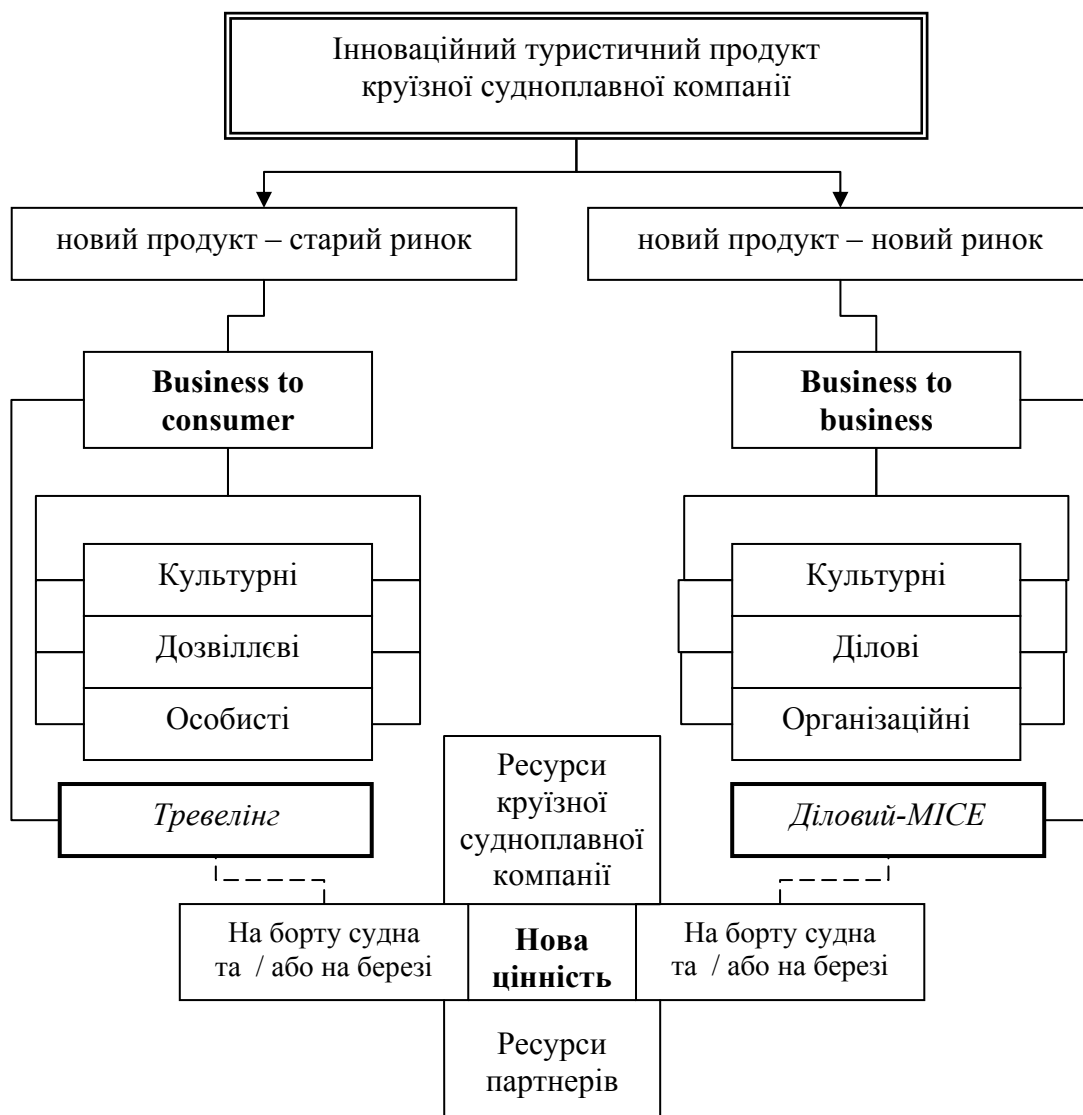 Інноваційний туристичний продукт
круїзної судноплавної компанії
новий продукт – старий ринок
новий продукт – новий ринок
Business to
consumer
Business to
business
Культурні
Дозвіллєві
Особисті
Культурні
Ділові
Організаційні
Тревелінг
Ресурси
круїзної
судноплавної
компанії
Діловий-MICE
На борту судна
та / або на березі
Нова
цінність
На борту судна
та / або на березі
Ресурси
партнерів